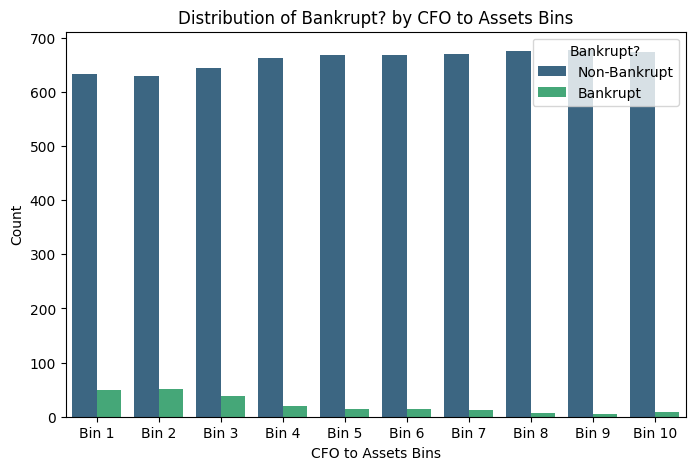 Distribution of Bankrupt? by CFO to Assets Bins
700
600
500
400
300
200
100
0
Count
Bankrupt?
Non-Bankrupt
Bankrupt
Bin 1 Bin 2 Bin 3 Bin 4 Bin 5 Bin 6 Bin 7 Bin 8 Bin 9 Bin 10
CFO to Assets Bins